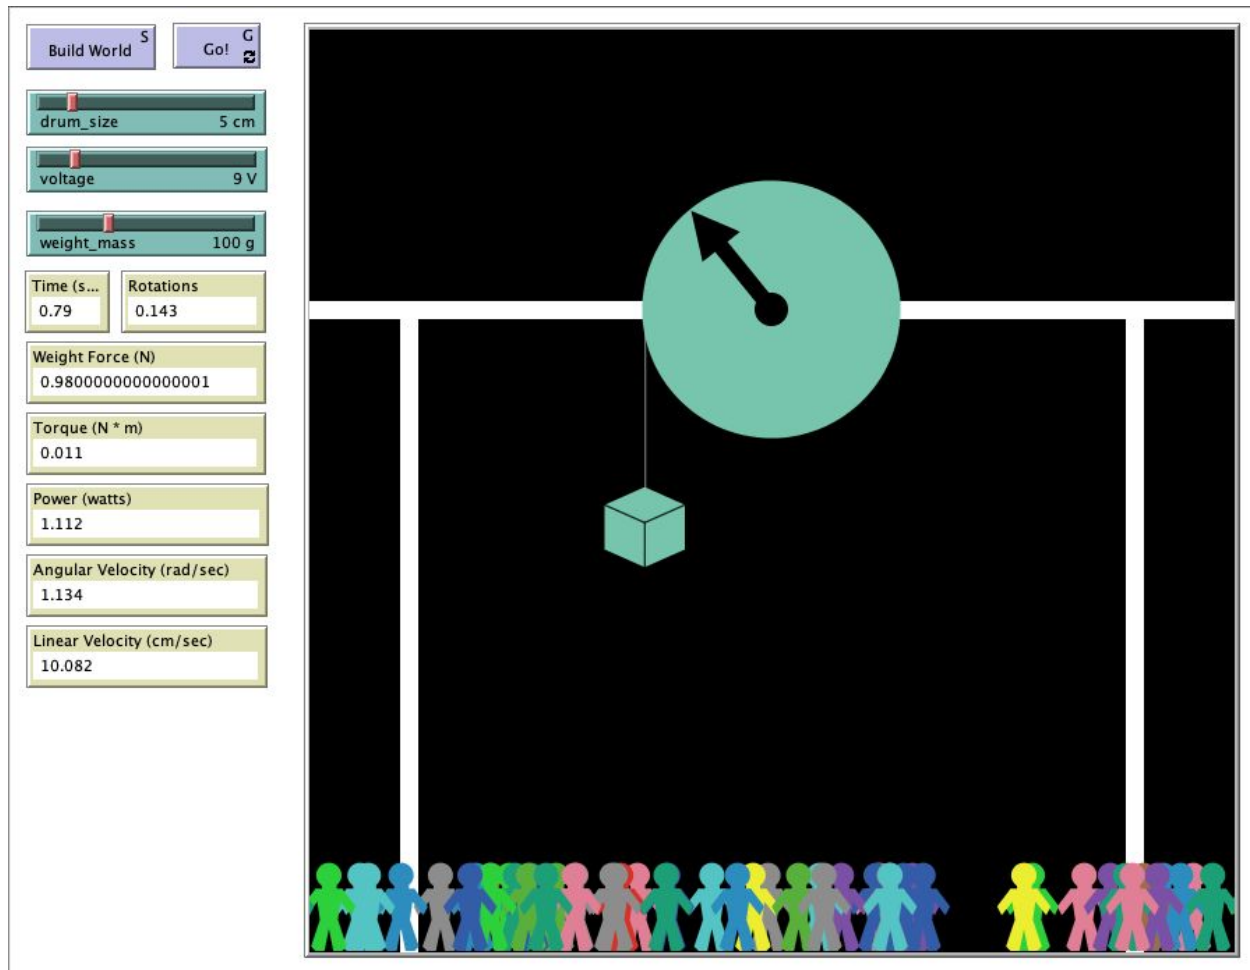 Build World S
Go! G
drum_size 5 cm
voltage 9 V
weight_mass 100 g
Time (s... Rotations
0.79 0.143
Weight Force (N)
0.9800000000000001
Torque (N * m)
0.011
Power (watts)
1.112
Angular Velocity (rad/sec)
1.134
Linear Velocity (cm/sec)
10.082